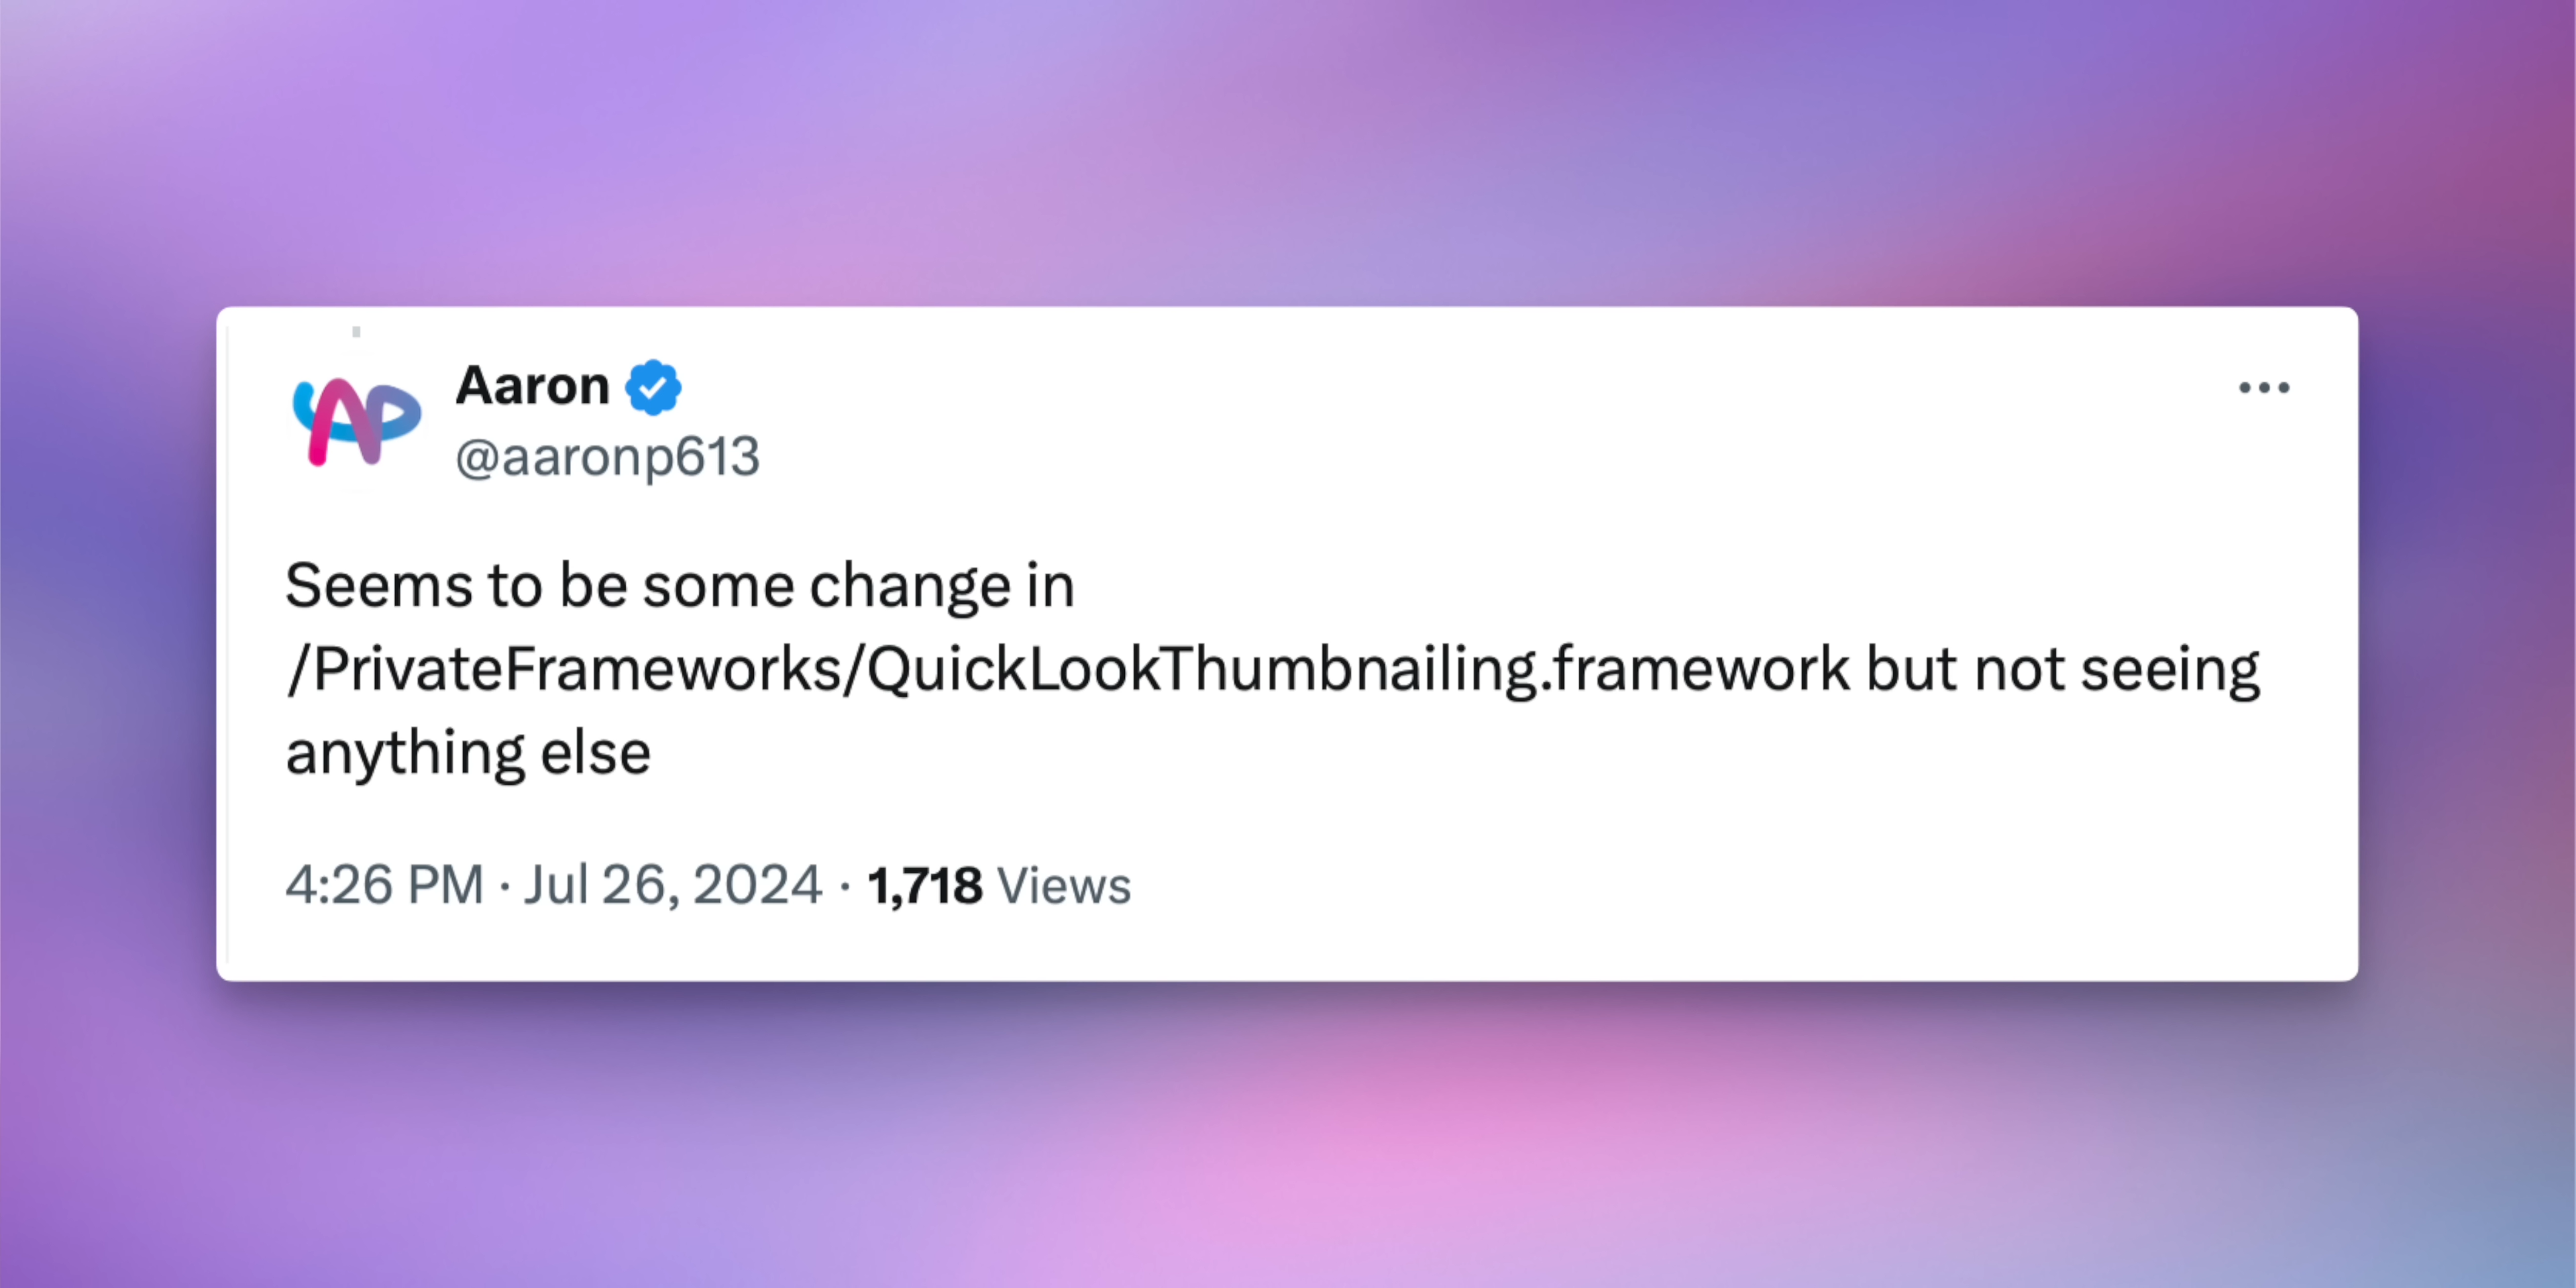 Aaron
@aaronp613
Seems to be some change in
/PrivateFrameworks/QuickLookThumbnailing.framework but not seeing
anything else
4:26 PM · Jul 26, 2024 · 1,718 Views